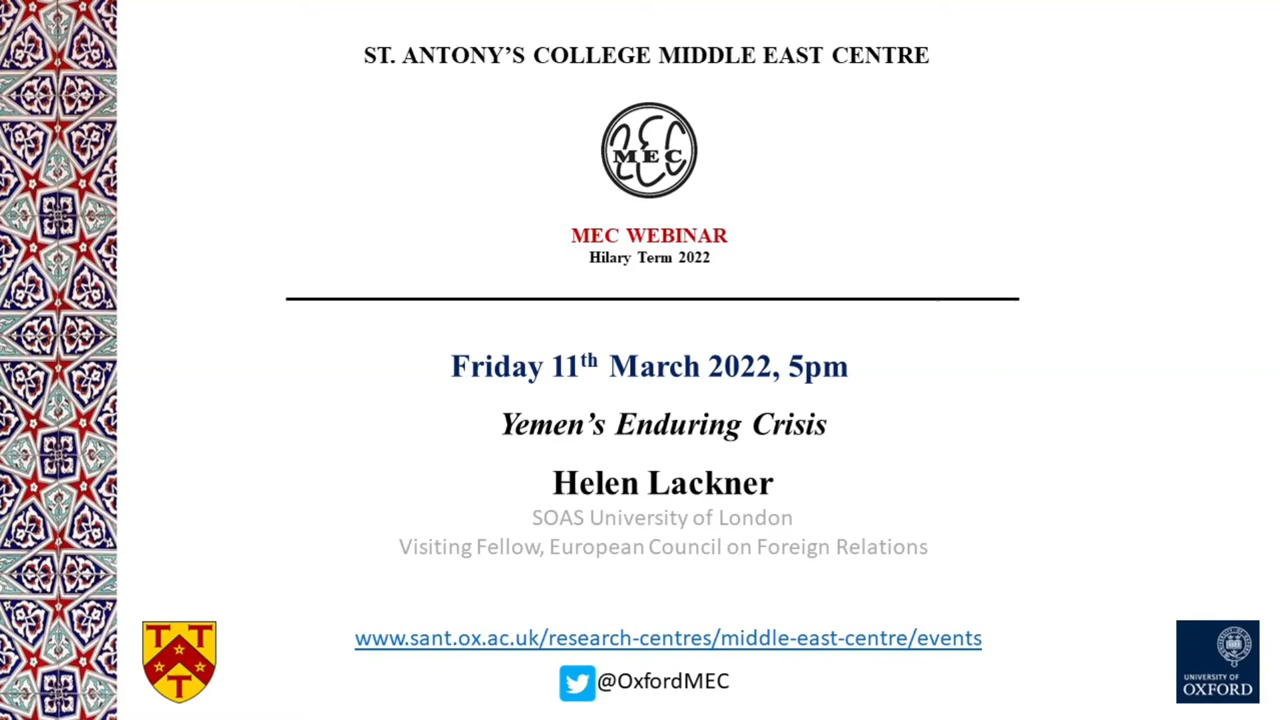 ST. ANTONY’S COLLEGE MIDDLE EAST CENTRE
MEC
MEC WEBINAR
Hilary Term 2022
Friday 11th March 2022, 5pm
Yemen’s Enduring Crisis
Helen Lackner
SOAS University of London
Visiting Fellow, European Council on Foreign Relations
www.sant.ox.ac.uk/research-centres/middle-east-centre/events
@OxfordMEC
T T
T
UNIVERSITY OF
OXFORD